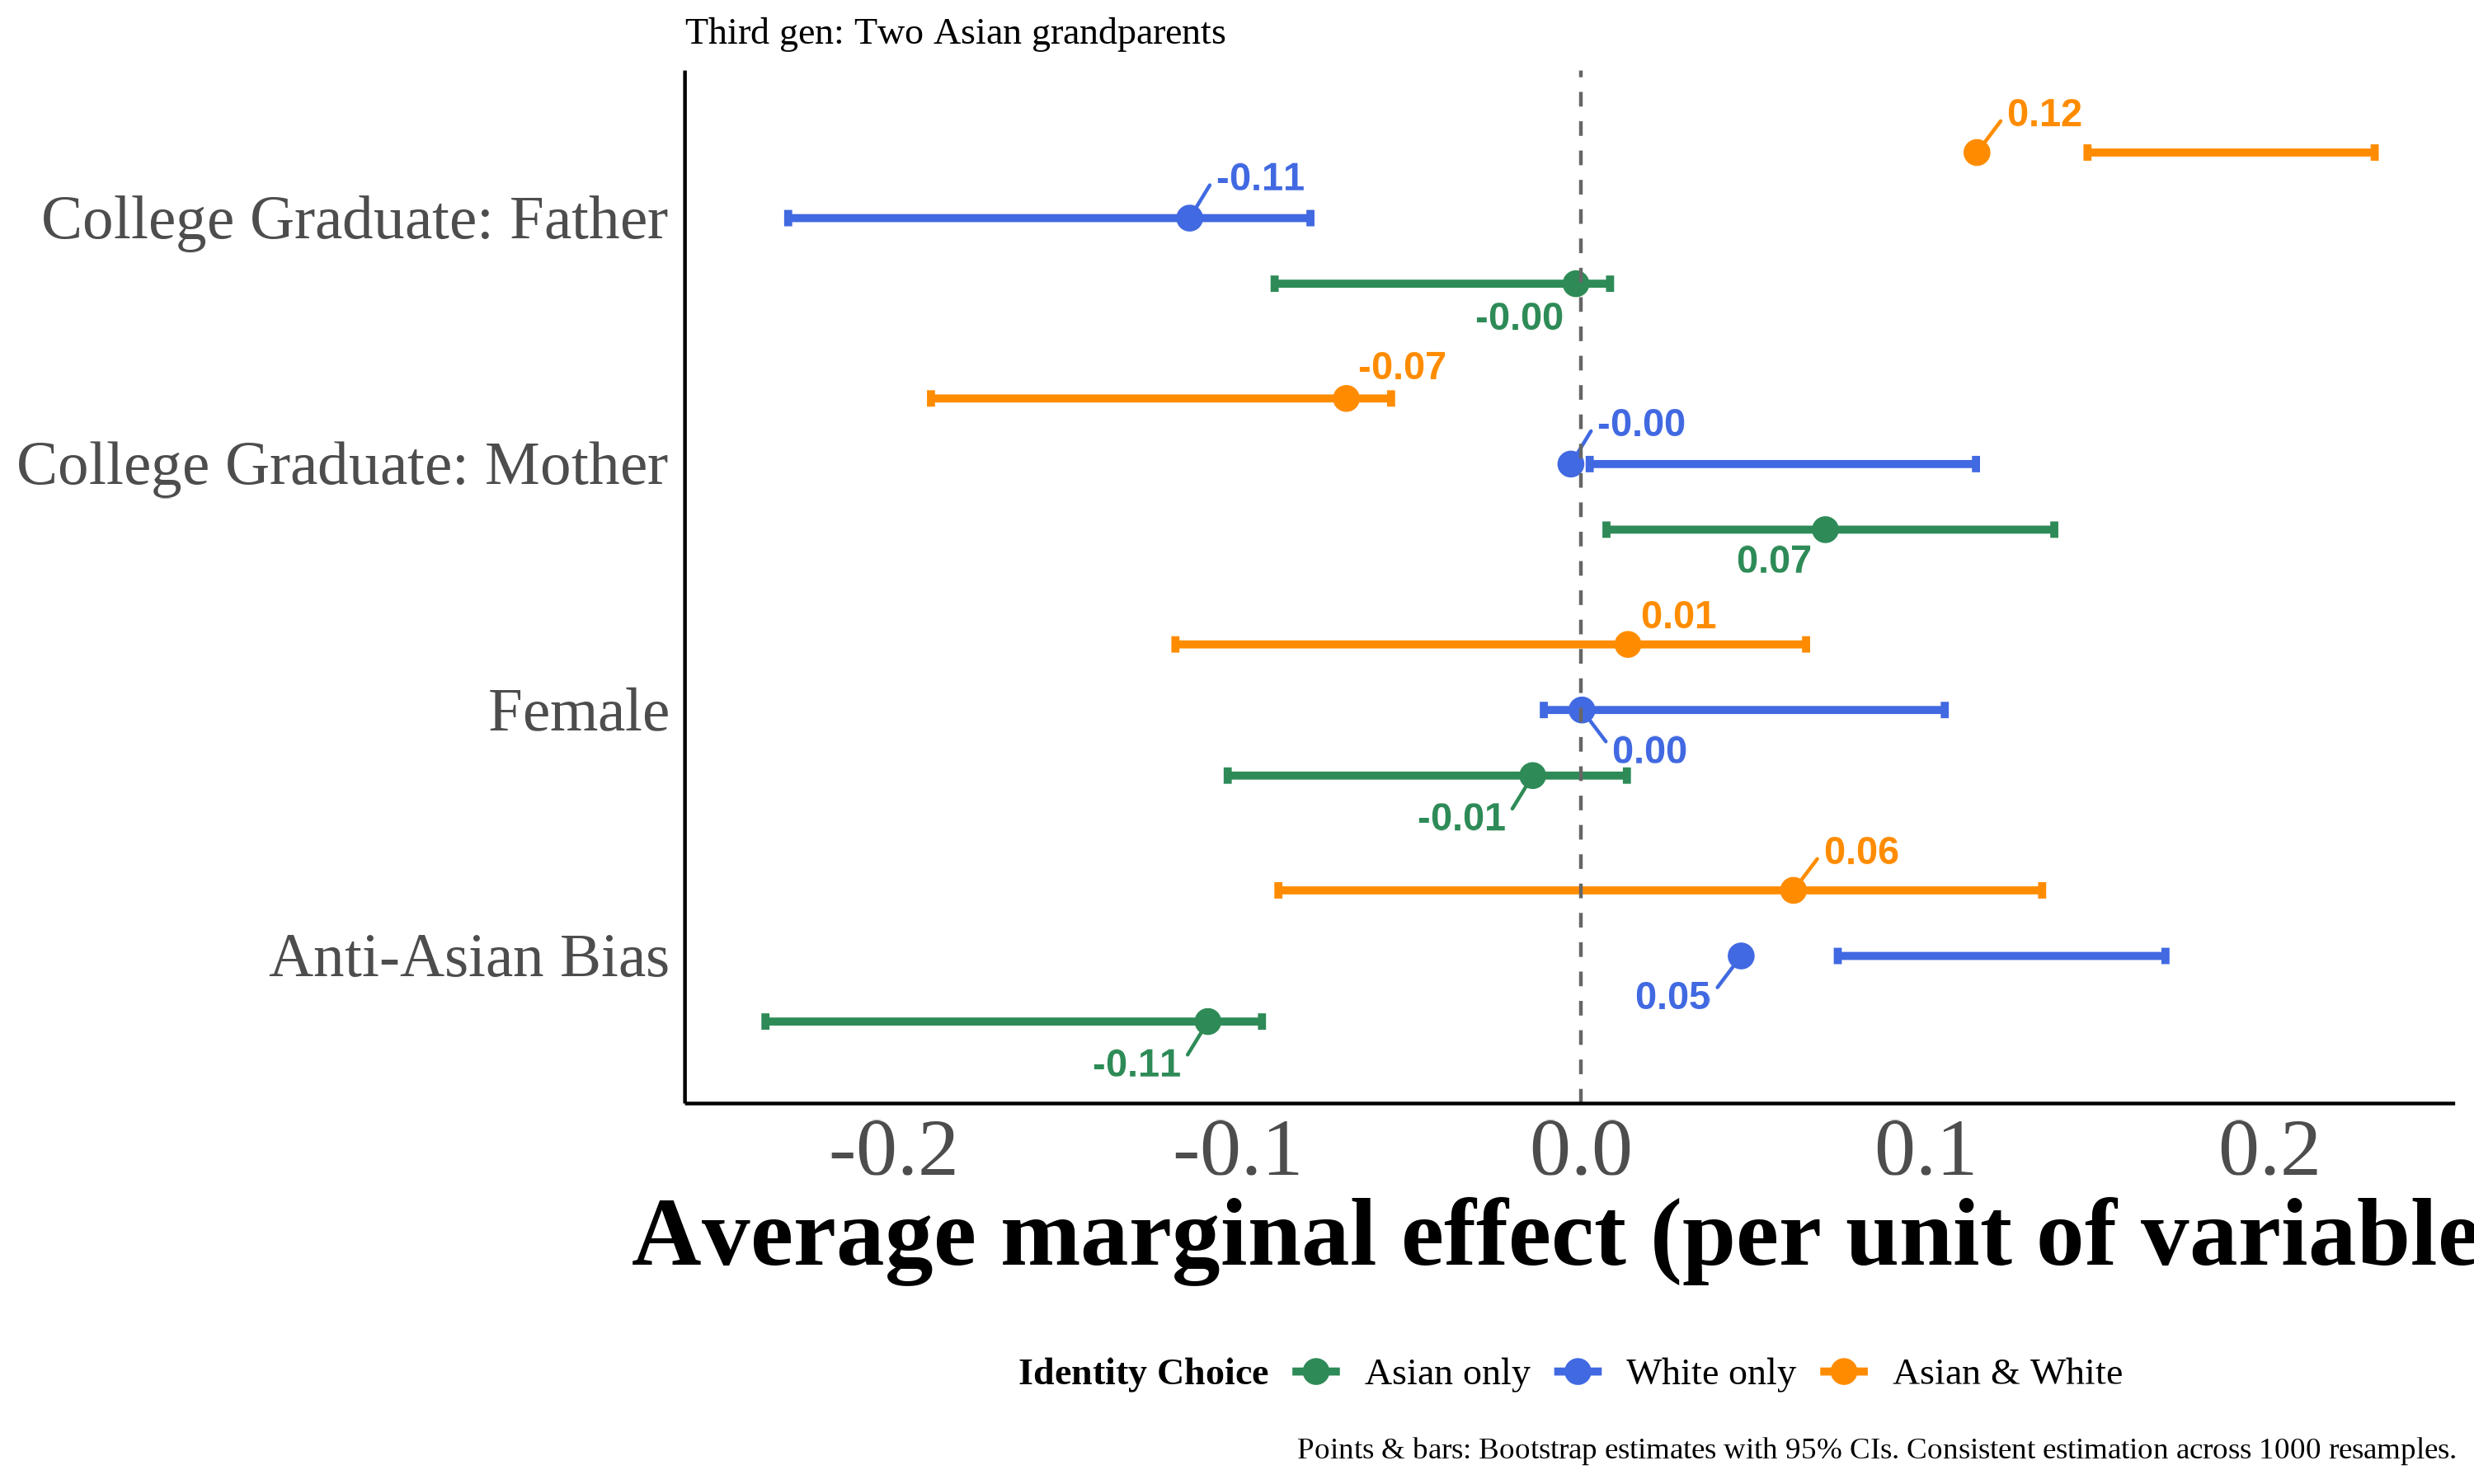 Third gen: Two Asian grandparents
0.12
-0.11
College Graduate: Father
-0.00
-0.07
-0.00
College Graduate: Mother
0.07
0.01
Female
0.00
-0.01
0.06
Anti-Asian Bias
0.05
-0.11
-0.2 -0.1 0.0 0.1 0.2
Average marginal effect (per unit of variable
Identity Choice Asian only White only Asian & White
Points & bars: Bootstrap estimates with 95% CIs. Consistent estimation across 1000 resamples.